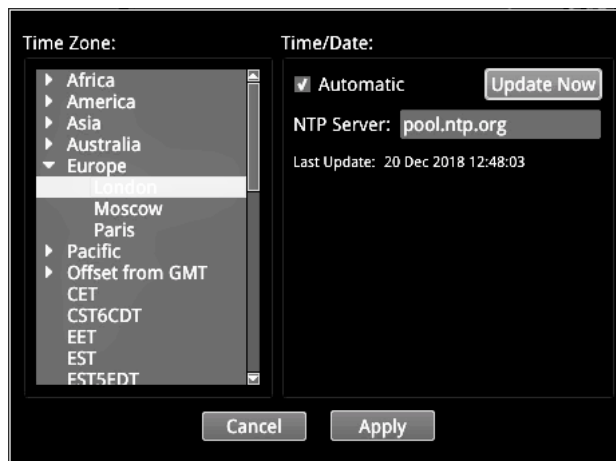 Time Zone:
Africa
America
Asia
Australia
Europe
London
Moscow
Paris
Pacific
Offset from GMT
CET
CST6CDT
EET
EST
EST5EDT
Time/Date:
Automatic
Update Now
NTP Server: pool.ntp.org
Last Update: 20 Dec 2018 12:48:03
Cancel
Apply